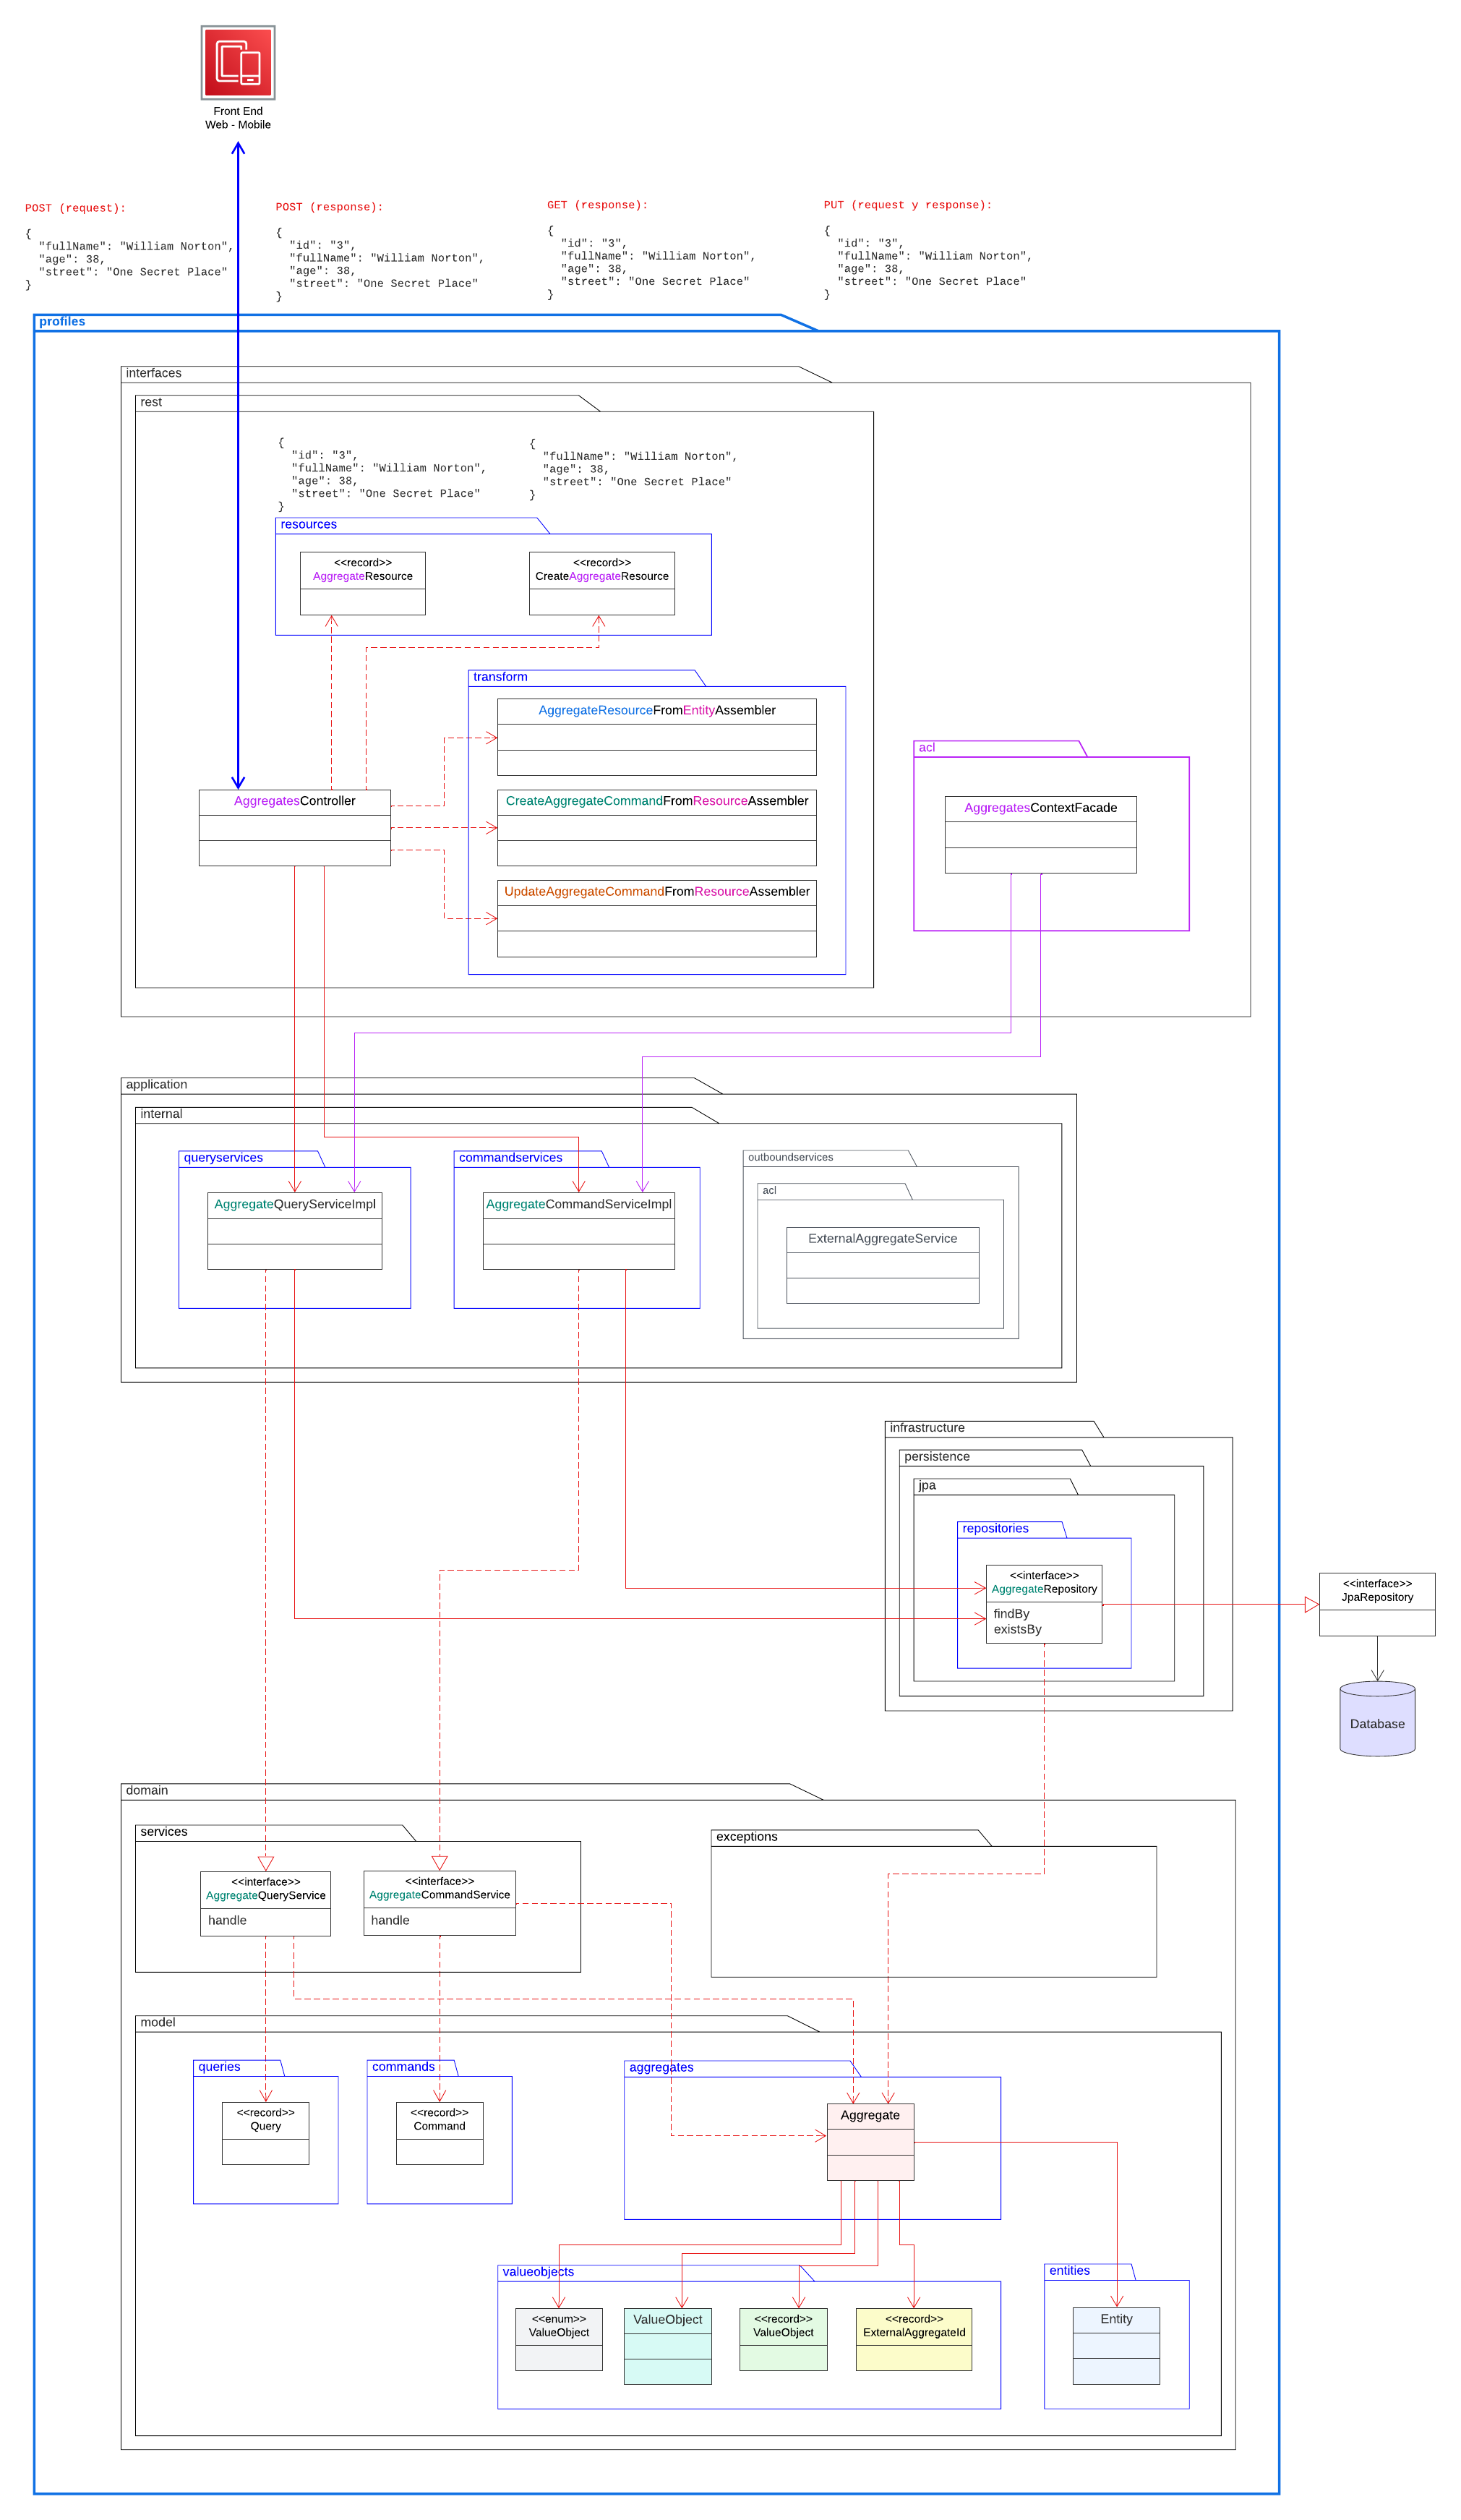 Front End
Web - Mobile
POST (request):
{
  "fullName": "William Norton",
  "age": 38,
  "street": "One Secret Place"
}
POST (response):
{
  "id": "3",
  "fullName": "William Norton",
  "age": 38,
  "street": "One Secret Place"
}
GET (response):
{
  "id": "3",
  "fullName": "William Norton",
  "age": 38,
  "street": "One Secret Place"
}
PUT (request y response):
{
  "id": "3",
  "fullName": "William Norton",
  "age": 38,
  "street": "One Secret Place"
}
profiles
interfaces
rest
{
  "id": "3",
  "fullName": "William Norton",
  "age": 38,
  "street": "One Secret Place"
}
{
  "fullName": "William Norton",
  "age": 38,
  "street": "One Secret Place"
}
resources
<<record>>
AggregateResource
<<record>>
CreateAggregateResource
transform
AggregateResourceFromEntityAssembler
AggregatesController
CreateAggregateCommandFromResourceAssembler
UpdateAggregateCommandFromResourceAssembler
acl
AggregatesContextFacade
application
internal
queryservices
AggregateQueryServiceImpl
commandservices
AggregateCommandServiceImpl
outboundservices
acl
ExternalAggregateService
infrastructure
persistence
jpa
repositories
<<interface>>
AggregateRepository
findBy
existsBy
<<interface>>
JpaRepository
Database
domain
services
<<interface>>
AggregateQueryService
handle
<<interface>>
AggregateCommandService
handle
exceptions
model
queries
<<record>>
Query
commands
<<record>>
Command
aggregates
Aggregate
valueobjects
<<enum>>
ValueObject
ValueObject
<<record>>
ValueObject
<<record>>
ExternalAggregateId
entities
Entity